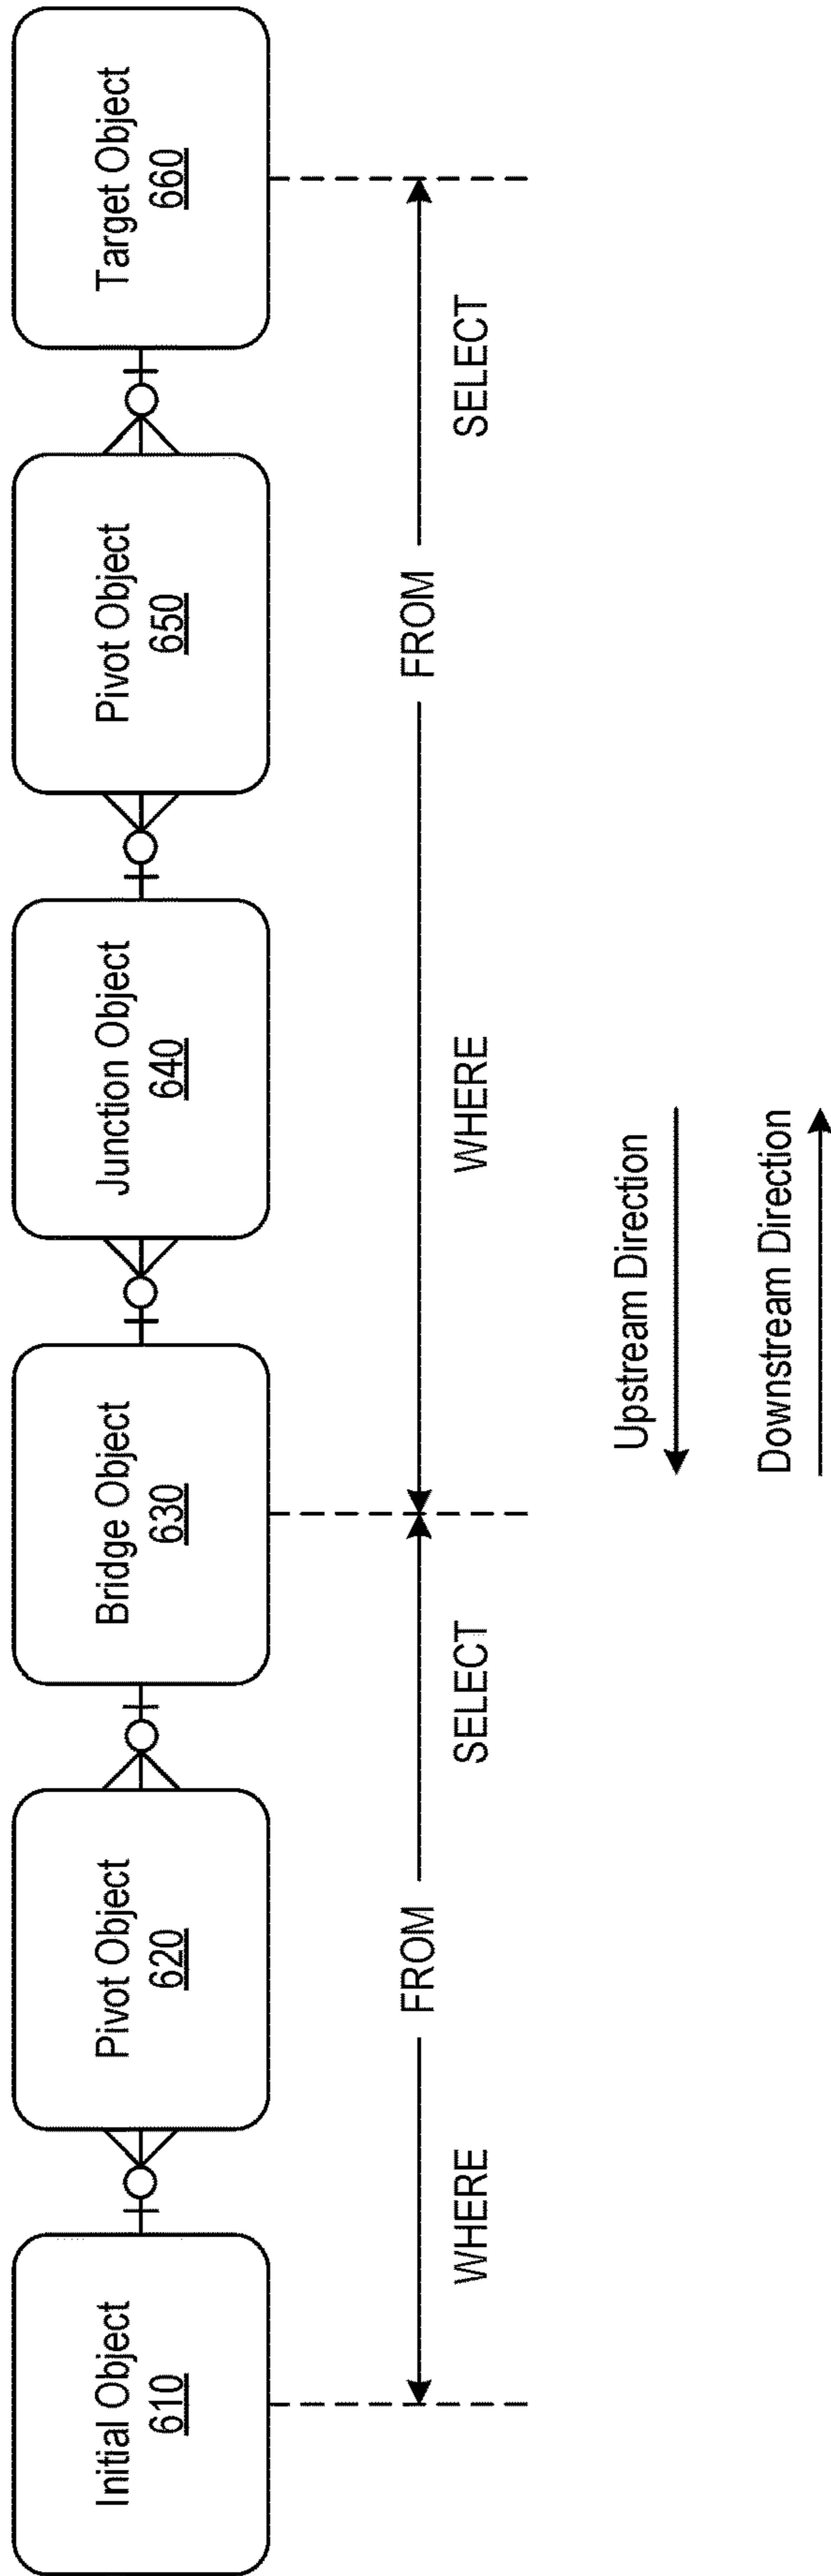 Initial Object
610
Pivot Object
620
Bridge Object
630
Junction Object
640
Pivot Object
650
Target Object
660
FROM
FROM
WHERE
SELECT
WHERE
SELECT
Upstream Direction
Downstream Direction